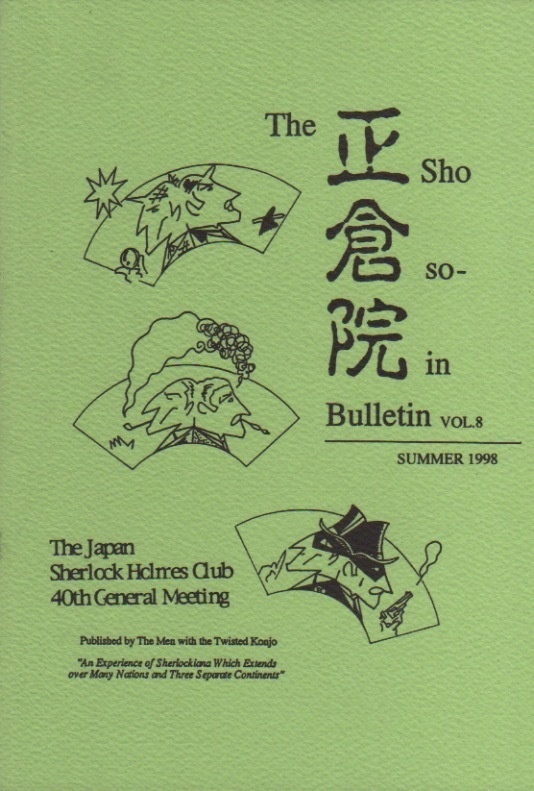 The 正 Sho
倉 so-
院 in
Bulletin VOL.8
SUMMER 1998
The Japan
Sherlock Holmes Club
40th General Meeting
Published by The Men with the Twisted Konjo
"An Experience of Sherlockiana Which Extends
over Many Nations and Three Separate Continents"